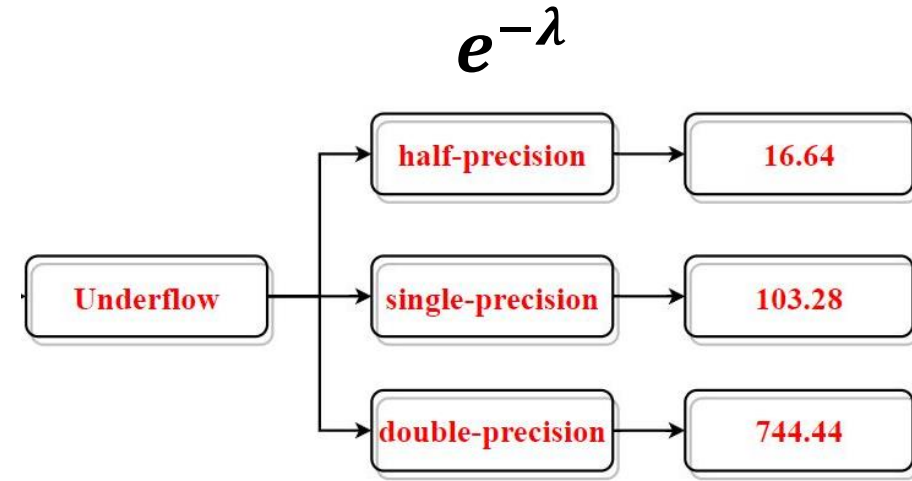 e^{-λ}
half-precision
16.64
Underflow
single-precision
103.28
double-precision
744.44